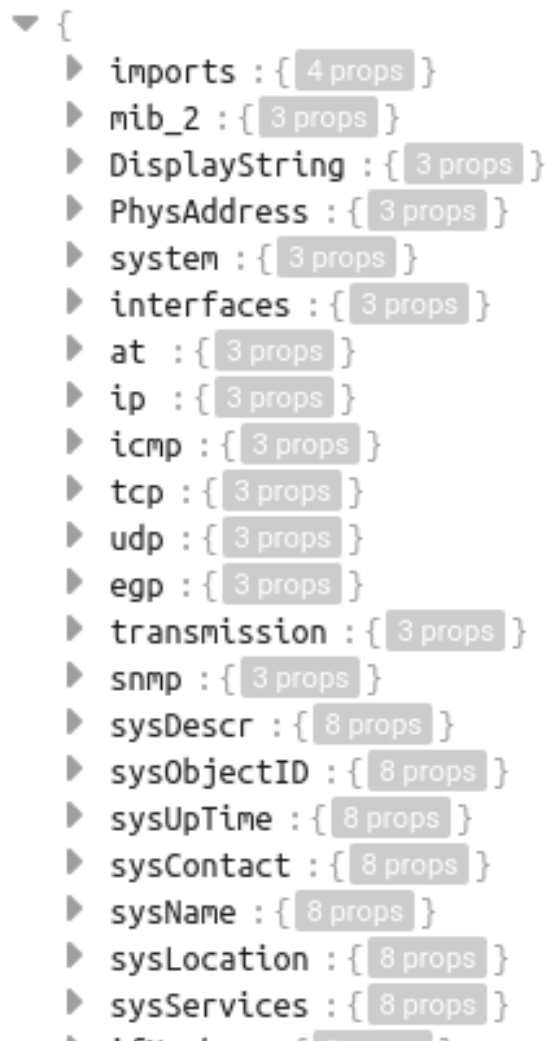 {
imports : { 4 props }
mib_2 : { 3 props }
DisplayString : { 3 props }
PhysAddress : { 3 props }
system : { 3 props }
interfaces : { 3 props }
at : { 3 props }
ip : { 3 props }
icmp : { 3 props }
tcp : { 3 props }
udp : { 3 props }
egp : { 3 props }
transmission : { 3 props }
snmp : { 3 props }
sysDescr : { 8 props }
sysObjectID : { 8 props }
sysUpTime : { 8 props }
sysContact : { 8 props }
sysName : { 8 props }
sysLocation : { 8 props }
sysServices : { 8 props }